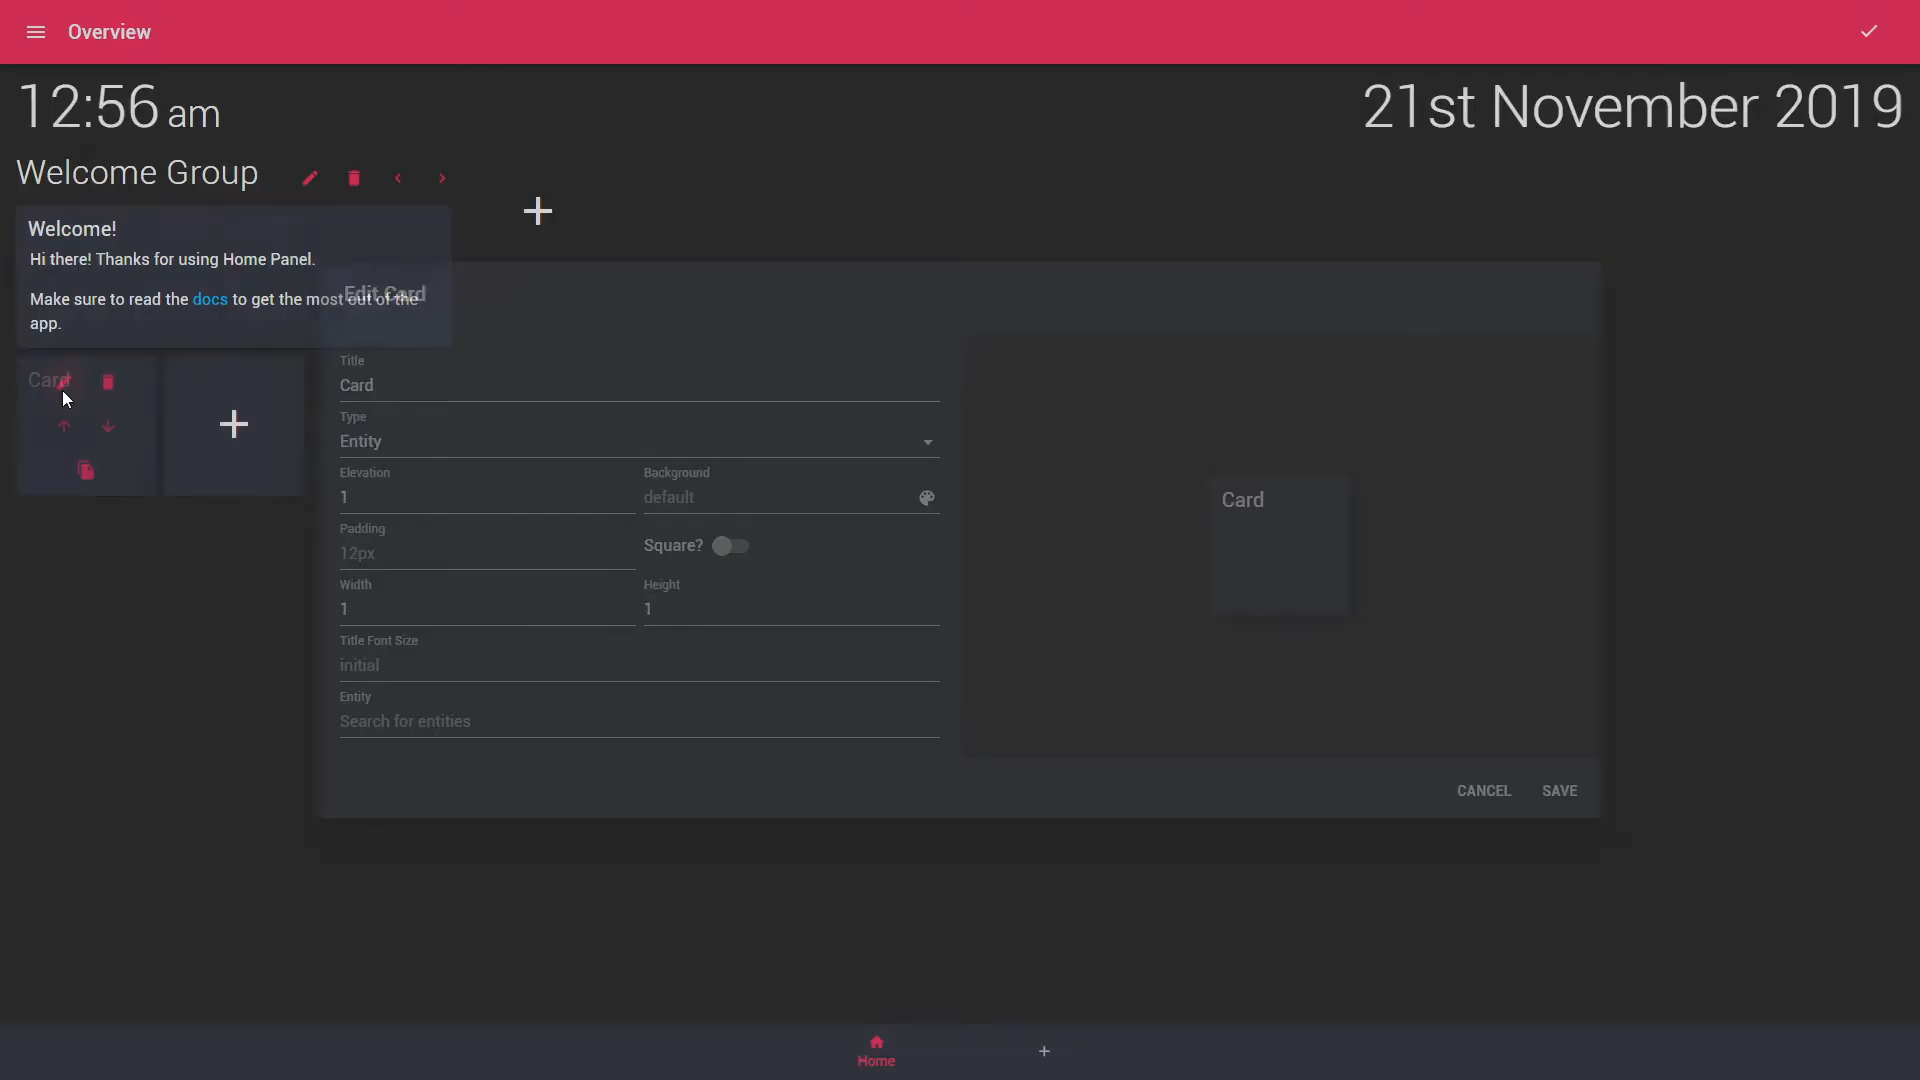 Overview
12:56 am
21st November 2019
Welcome Group
Welcome!
Hi there! Thanks for using Home Panel.
Make sure to read the docs to get the most out of the
app.
Card
Edit Card
Title
Card
Type
Entity
Elevation
1
Background
default
Padding
12px
Square?
Width
1
Height
1
Title Font Size
initial
Entity
Search for entities
Card
CANCEL
SAVE
Home